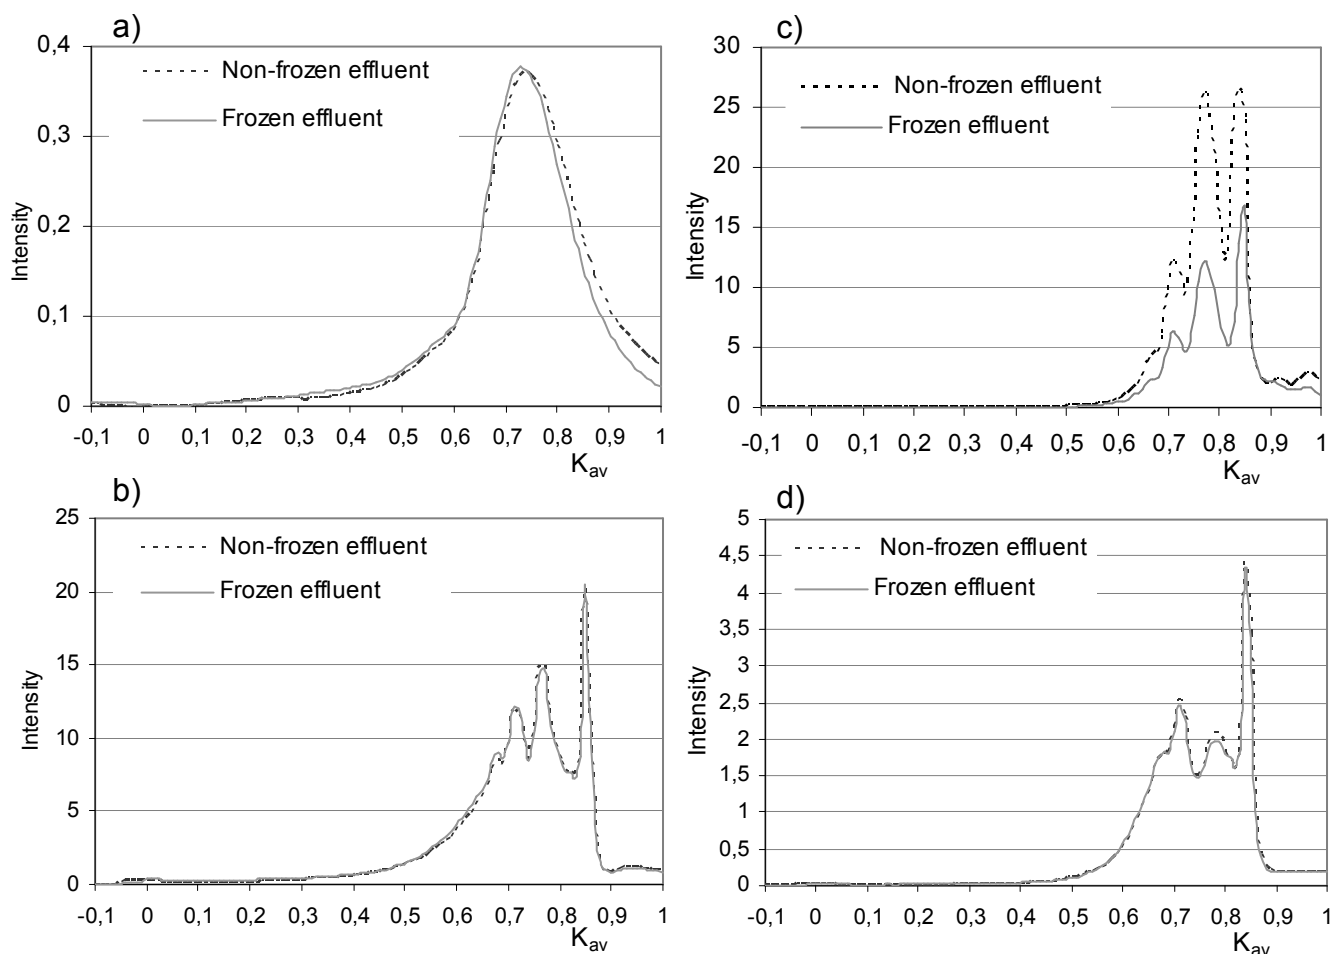 a)
0,4
0,3
0,2
0,1
0
Intensity
Non-frozen effluent
Frozen effluent
-0,1 0 0,1 0,2 0,3 0,4 0,5 0,6 0,7 0,8 0,9 1
Kav
c)
30
25
20
15
10
5
0
Intensity
Non-frozen effluent
Frozen effluent
-0,1 0 0,1 0,2 0,3 0,4 0,5 0,6 0,7 0,8 0,9 1
Kav
b)
25
20
15
10
5
0
Intensity
Non-frozen effluent
Frozen effluent
-0,1 0 0,1 0,2 0,3 0,4 0,5 0,6 0,7 0,8 0,9 1
Kav
d)
5
4,5
4
3,5
3
2,5
2
1,5
1
0,5
0
Intensity
Non-frozen effluent
Frozen effluent
-0,1 0 0,1 0,2 0,3 0,4 0,5 0,6 0,7 0,8 0,9 1
Kav